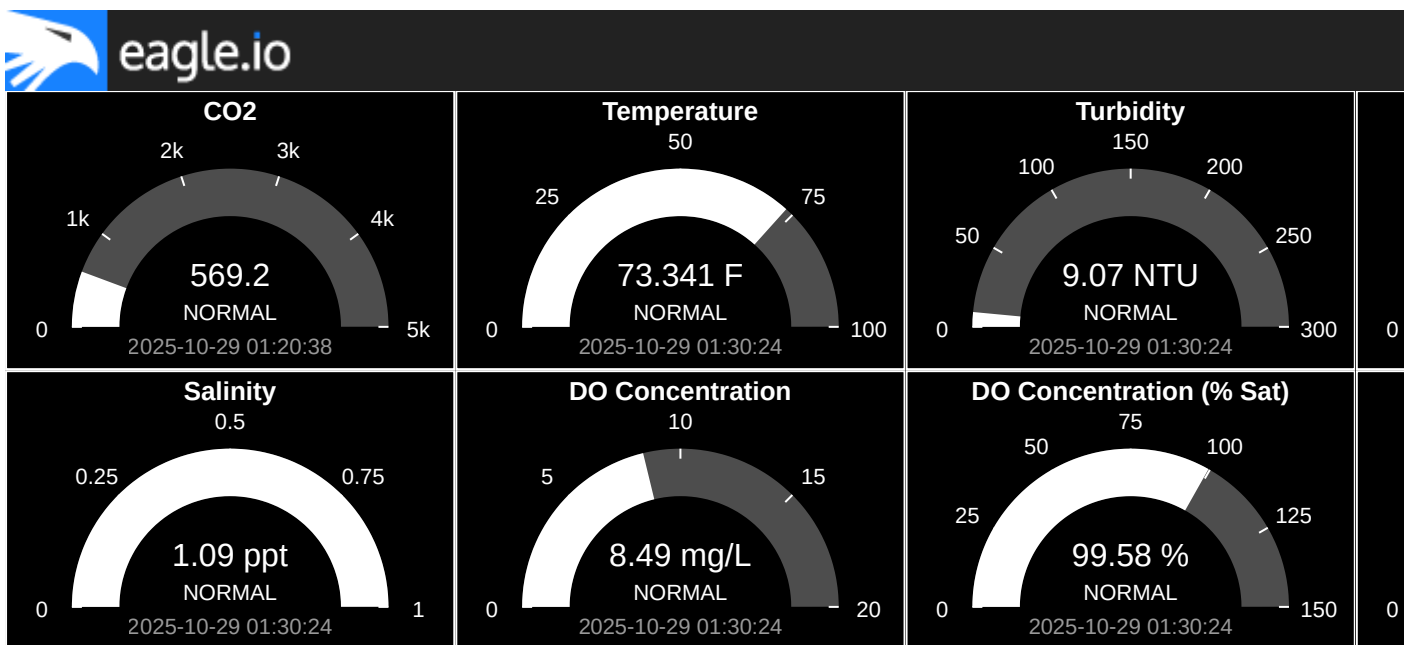 eagle.io
CO2
2k
3k
1k
4k
569.2
NORMAL
0
5k
2025-10-29 01:20:38
Temperature
50
25
75
73.341 F
NORMAL
0
100
2025-10-29 01:30:24
Turbidity
150
100
200
50
250
9.07 NTU
NORMAL
0
300
2025-10-29 01:30:24
0
Salinity
0.5
0.25
0.75
1.09 ppt
NORMAL
0
1
2025-10-29 01:30:24
DO Concentration
10
5
15
8.49 mg/L
NORMAL
0
20
2025-10-29 01:30:24
DO Concentration (% Sat)
75
50
100
25
125
99.58 %
NORMAL
0
150
2025-10-29 01:30:24
0